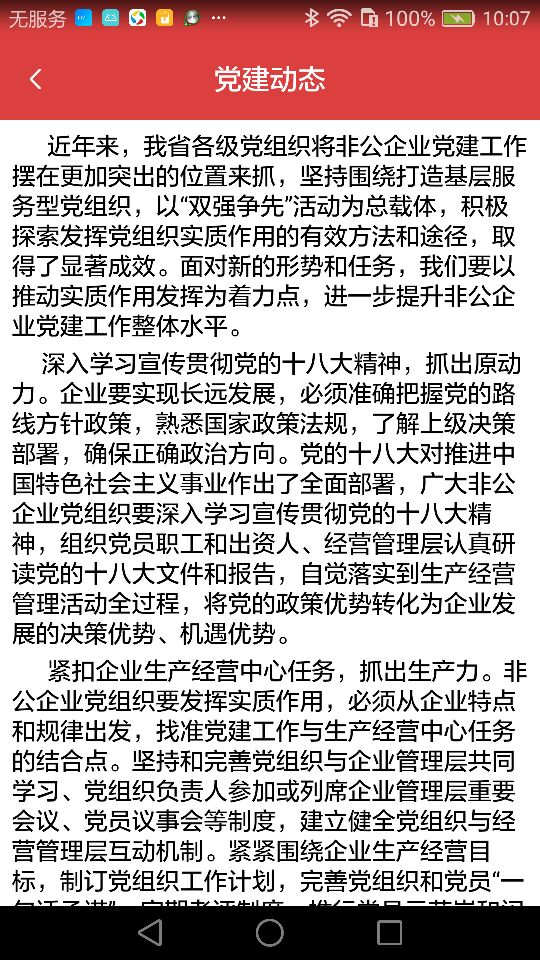 无服务 100% 10:07
党建动态
近年来，我省各级党组织将非公企业党建工作
摆在更加突出的位置来抓，坚持围绕打造基层服
务型党组织，以“双强争先”活动为总载体，积极
探索发挥党组织实质作用的有效方法和途径，取
得了显著成效。面对新的形势和任务，我们要以
推动实质作用发挥为着力点，进一步提升非公企
业党建工作整体水平。
深入学习宣传贯彻党的十八大精神，抓出原动
力。企业要实现长远发展，必须准确把握党的路
线方针政策，熟悉国家政策法规，了解上级决策
部署，确保正确政治方向。党的十八大对推进中
国特色社会主义事业作出了全面部署，广大非公
企业党组织要深入学习宣传贯彻党的十八大精
神，组织党员职工和出资人、经营管理层认真研
读党的十八大文件和报告，自觉落实到生产经营
管理活动全过程，将党的政策优势转化为企业发
展的决策优势、机遇优势。
紧扣企业生产经营中心任务，抓出生产力。非
公企业党组织要发挥实质作用，必须从企业特点
和规律出发，找准党建工作与生产经营中心任务
的结合点。坚持和完善党组织与企业管理层共同
学习、党组织负责人参加或列席企业管理层重要
会议、党员议事会等制度，建立健全党组织与经
营管理层互动机制。紧紧围绕企业生产经营目
标，制订党组织工作计划，完善党组织和党员“一